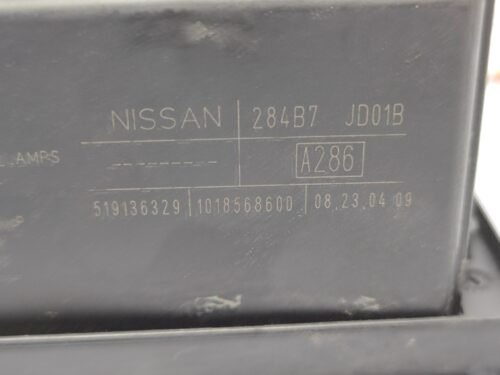 NISSAN 284B7 JD01B
AMPS -------- A286
519136329 1018568600 08.23.04 09